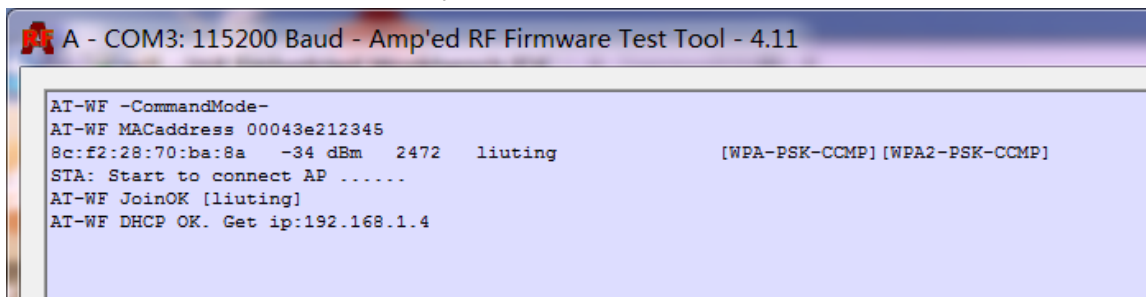 RF A - COM3: 115200 Baud - Amp'ed RF Firmware Test Tool - 4.11
AT-WF -CommandMode-
AT-WF MACaddress 00043e212345
8c:f2:28:70:ba:8a -34 dBm 2472 liuting [WPA-PSK-CCMP][WPA2-PSK-CCMP]
STA: Start to connect AP ......
AT-WF JoinOK [liuting]
AT-WF DHCP OK. Get ip:192.168.1.4